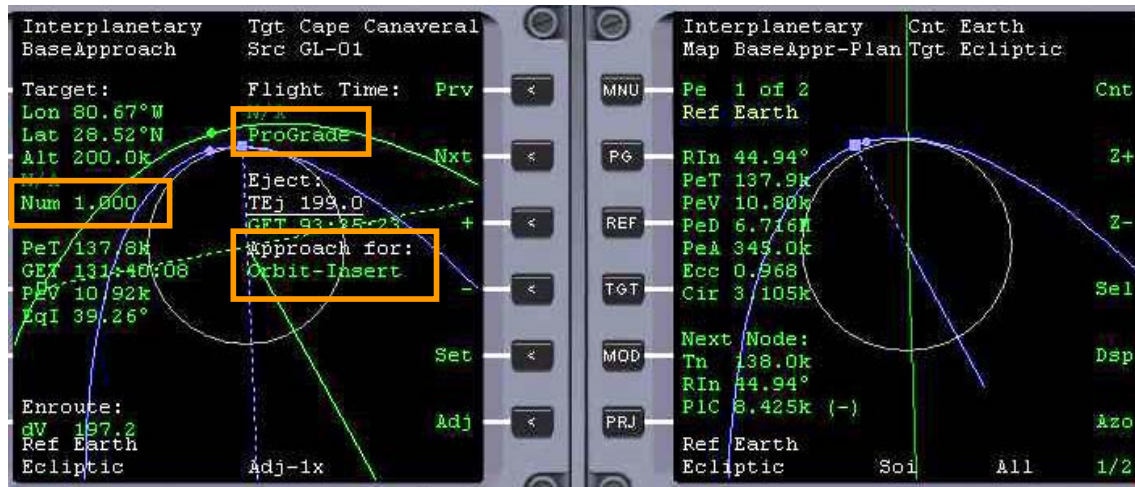 Interplanetary Tgt Cape Canaveral
BaseApproach Src GL-01
Target: Flight Time: Prv
Lon 80.67°W N/A
Lat 28.52°N ProGrade
Alt 200.0k Nxt
N/A Eject:
Num 1.000 TEj 199.0
GET 93:35:23 +
PeT 137.8k Approach for:
GET 131:40:08 Orbit-Insert
PeV 10.92k -
EqI 39.26°
Set
Enroute: Adj
dV 197.2
Ref Earth
Ecliptic Adj-1x
<
<
<
<
<
<
MNU
PG
REF
TGT
MOD
PRJ
Interplanetary Cnt Earth
Map BaseAppr-Plan Tgt Ecliptic
Pe 1 of 2 Cnt
Ref Earth
RIn 44.94° Z+
PeT 137.9k
PeV 10.80k
PeD 6.716M Z-
PeA 345.0k
Ecc 0.968
Cir 3.105k Sel
Next Node:
Tn 138.0k Dsp
RIn 44.94°
PlC 8.425k (-)
Azo
Ref Earth
Ecliptic Soi All 1/2